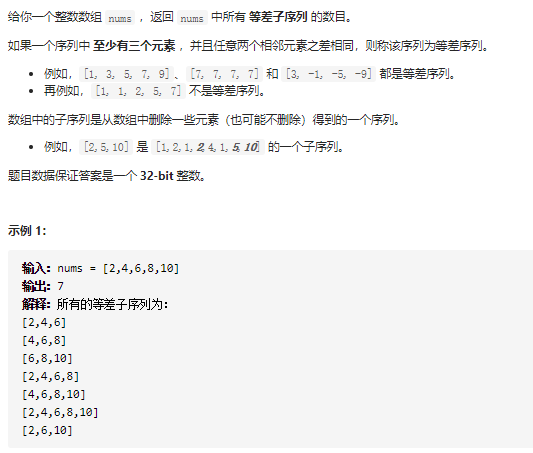 给你一个整数数组 nums ，返回 nums 中所有 等差子序列 的数目。
如果一个序列中 至少有三个元素 ，并且任意两个相邻元素之差相同，则称该序列为等差序列。
• 例如，[1, 3, 5, 7, 9]、[7, 7, 7, 7] 和 [3, -1, -5, -9] 都是等差序列。
• 再例如，[1, 1, 2, 5, 7] 不是等差序列。
数组中的子序列是从数组中删除一些元素（也可能不删除）得到的一个序列。
• 例如，[2,5,10] 是 [1,2,1,2,4,1,5,10] 的一个子序列。
题目数据保证答案是一个 32-bit 整数。
示例 1：
输入：nums = [2,4,6,8,10]
输出：7
解释：所有的等差子序列为：
[2,4,6]
[4,6,8]
[6,8,10]
[2,4,6,8]
[4,6,8,10]
[2,4,6,8,10]
[2,6,10]